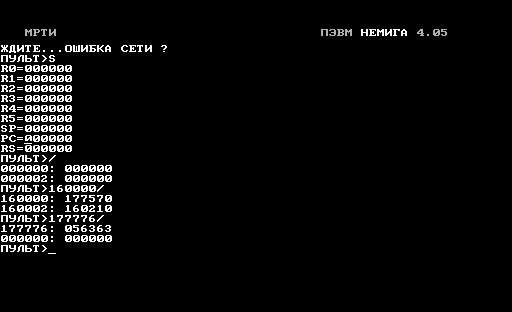 МРТИ ПЭВМ НЕМИГА 4.05
ЖДИТЕ...ОШИБКА СЕТИ ?
ПУЛЬТ>S
R0=000000
R1=000000
R2=000000
R3=000000
R4=000000
R5=000000
SP=000000
PC=000000
RS=000000
ПУЛЬТ>/
000000: 000000
000002: 000000
ПУЛЬТ>160000/
160000: 177570
160002: 160210
ПУЛЬТ>177776/
177776: 056363
000000: 000000
ПУЛЬТ>_